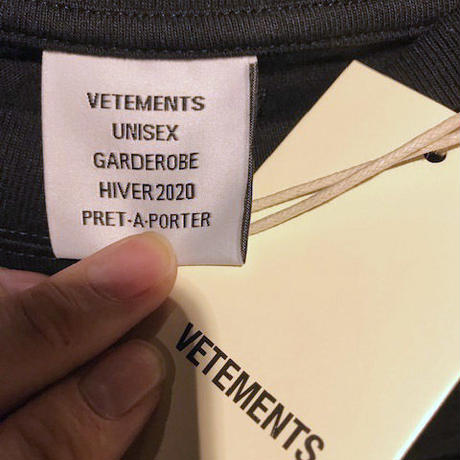 VETEMENTS
UNISEX
GARDEROBE
HIVER 2020
PRET-A-PORTER
VETEMENTS